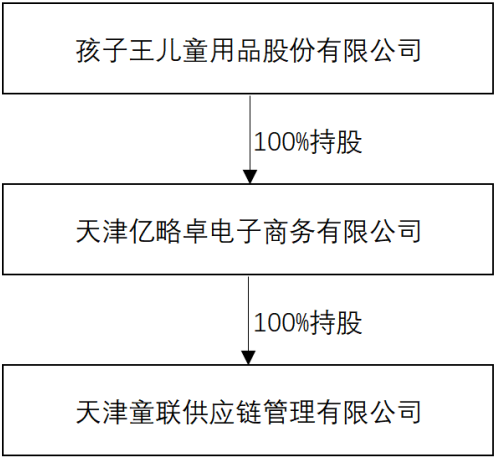 孩子王儿童用品股份有限公司
100%持股
天津亿略卓电子商务有限公司
100%持股
天津童联供应链管理有限公司